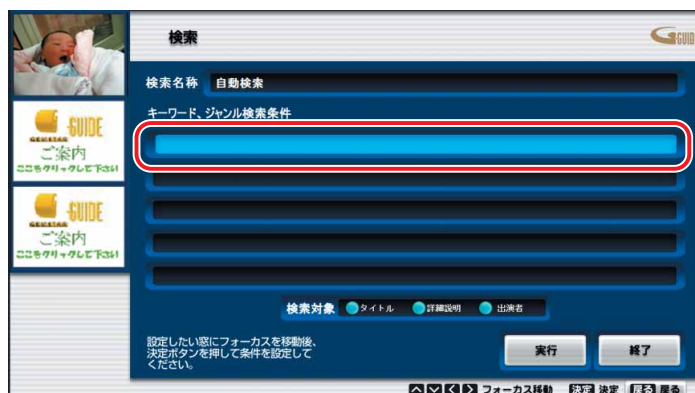 検索
GGUIDE
検索名称 自動検索
キーワード、ジャンル検索条件
G-GUIDE
GEMSTAR
ご案内
ここをクリックして下さい
G-GUIDE
GEMSTAR
ご案内
ここをクリックして下さい
検索対象 タイトル 詳細説明 出演者
設定したい窓にフォーカスを移動後、
決定ボタンを押して条件を設定して
ください。
実行 終了
フォーカス移動 決定 決定 戻る 戻る